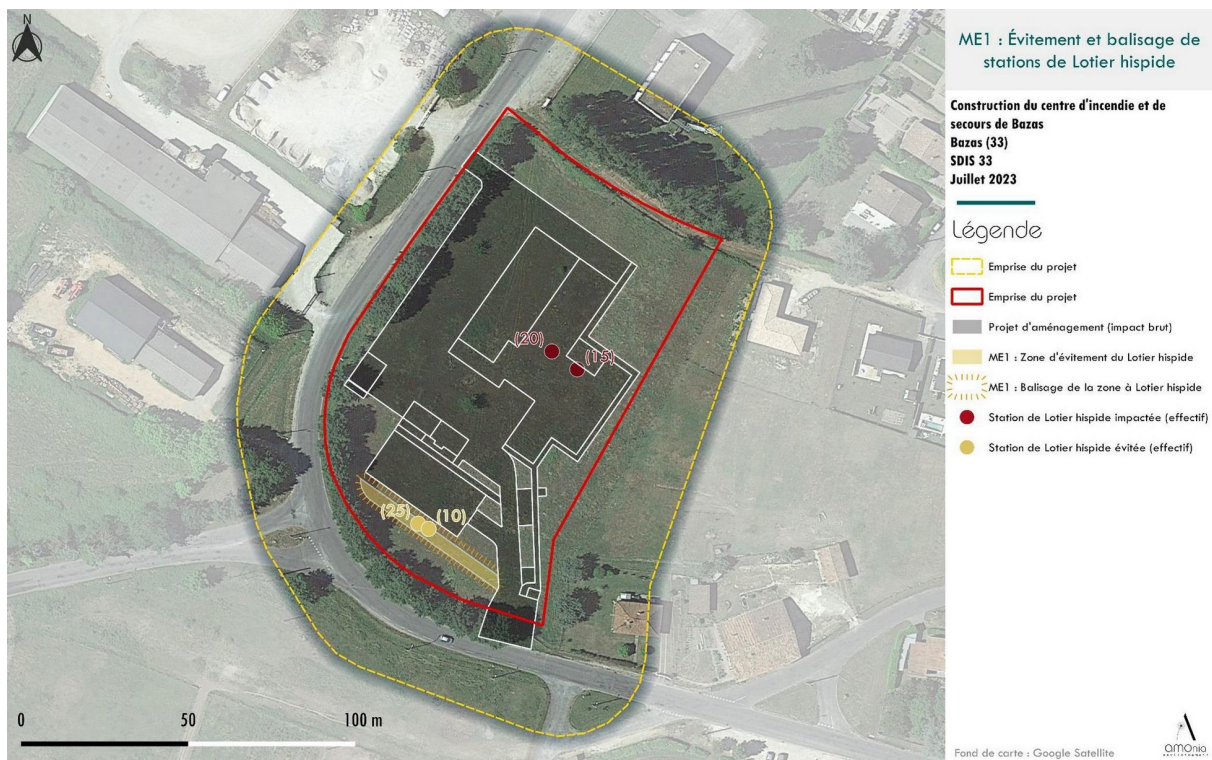 N
ME1 : Évitement et balisage de
stations de Lotier hispide
Construction du centre d'incendie et de
secours de Bazas
Bazas (33)
SDIS 33
Juillet 2023
Légende
Emprise du projet
Emprise du projet
Projet d'aménagement (impact brut)
ME1 : Zone d'évitement du Lotier hispide
ME1 : Balisage de la zone à Lotier hispide
Station de Lotier hispide impactée (effectif)
Station de Lotier hispide évitée (effectif)
(20)
(15)
(25)
(10)
0 50 100 m
Fond de carte : Google Satellite
amonia